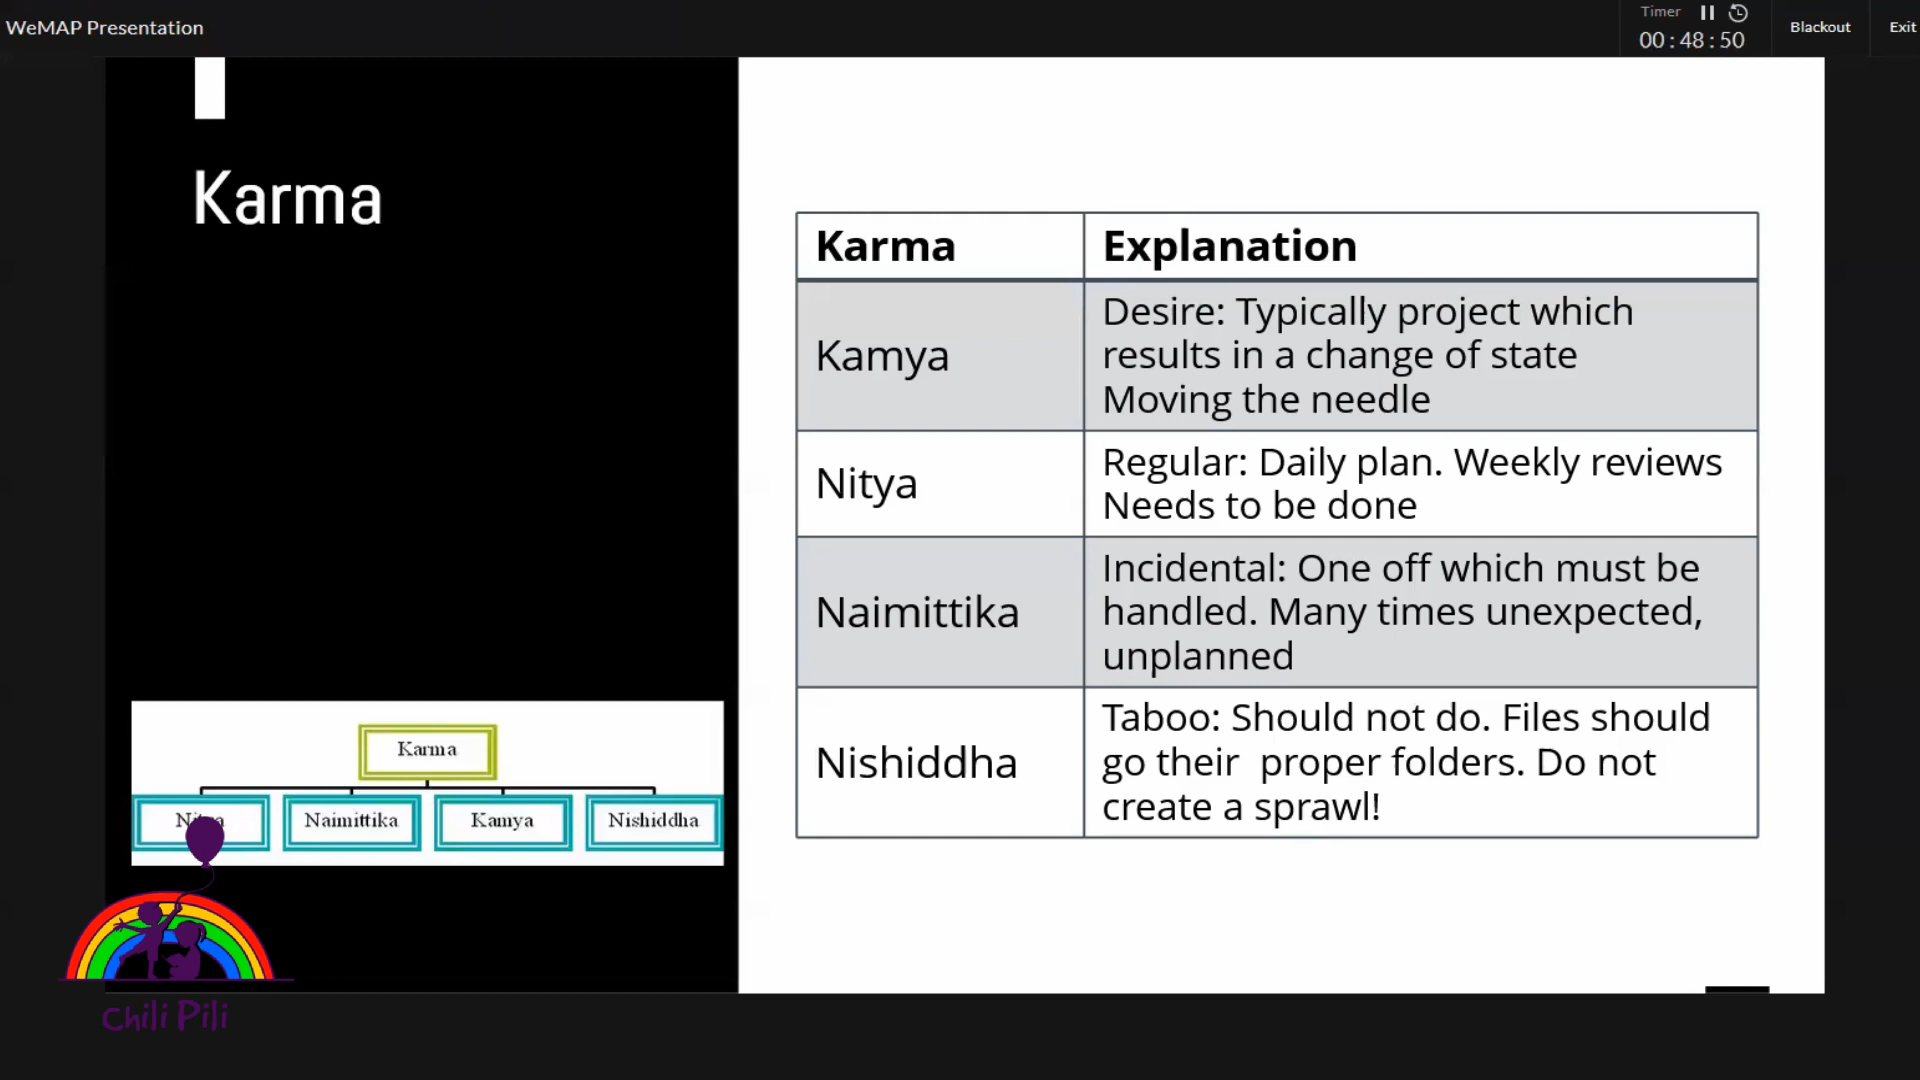 WeMAP Presentation
Timer
00 : 48 : 50
Blackout
Exit
Karma
Karma
Explanation
Kamya
Desire: Typically project which
results in a change of state
Moving the needle
Nitya
Regular: Daily plan. Weekly reviews
Needs to be done
Naimittika
Incidental: One off which must be
handled. Many times unexpected,
unplanned
Nishiddha
Taboo: Should not do. Files should
go their  proper folders. Do not
create a sprawl!
Karma
Naimittika
Kamya
Nishiddha
Chili Pili